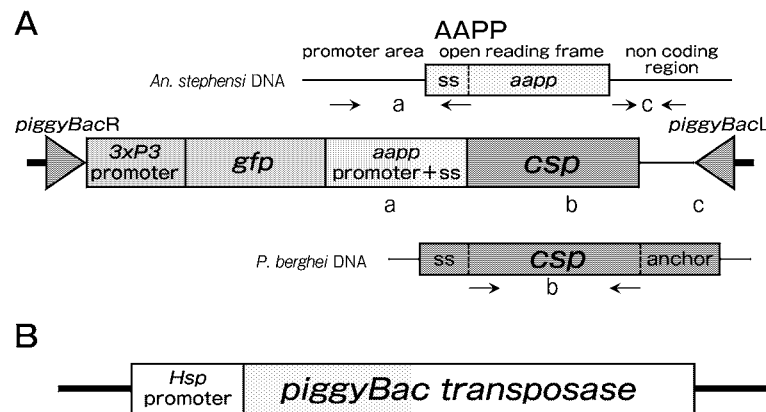 A
AAPP
promoter area open reading frame non coding
region
An. stephensi DNA ss aapp
a c
piggyBacR piggyBacL
3xP3
promoter gfp aapp
promoter+ss csp
a b c
P. berghei DNA ss csp anchor
b
B
Hsp
promoter piggyBac transposase